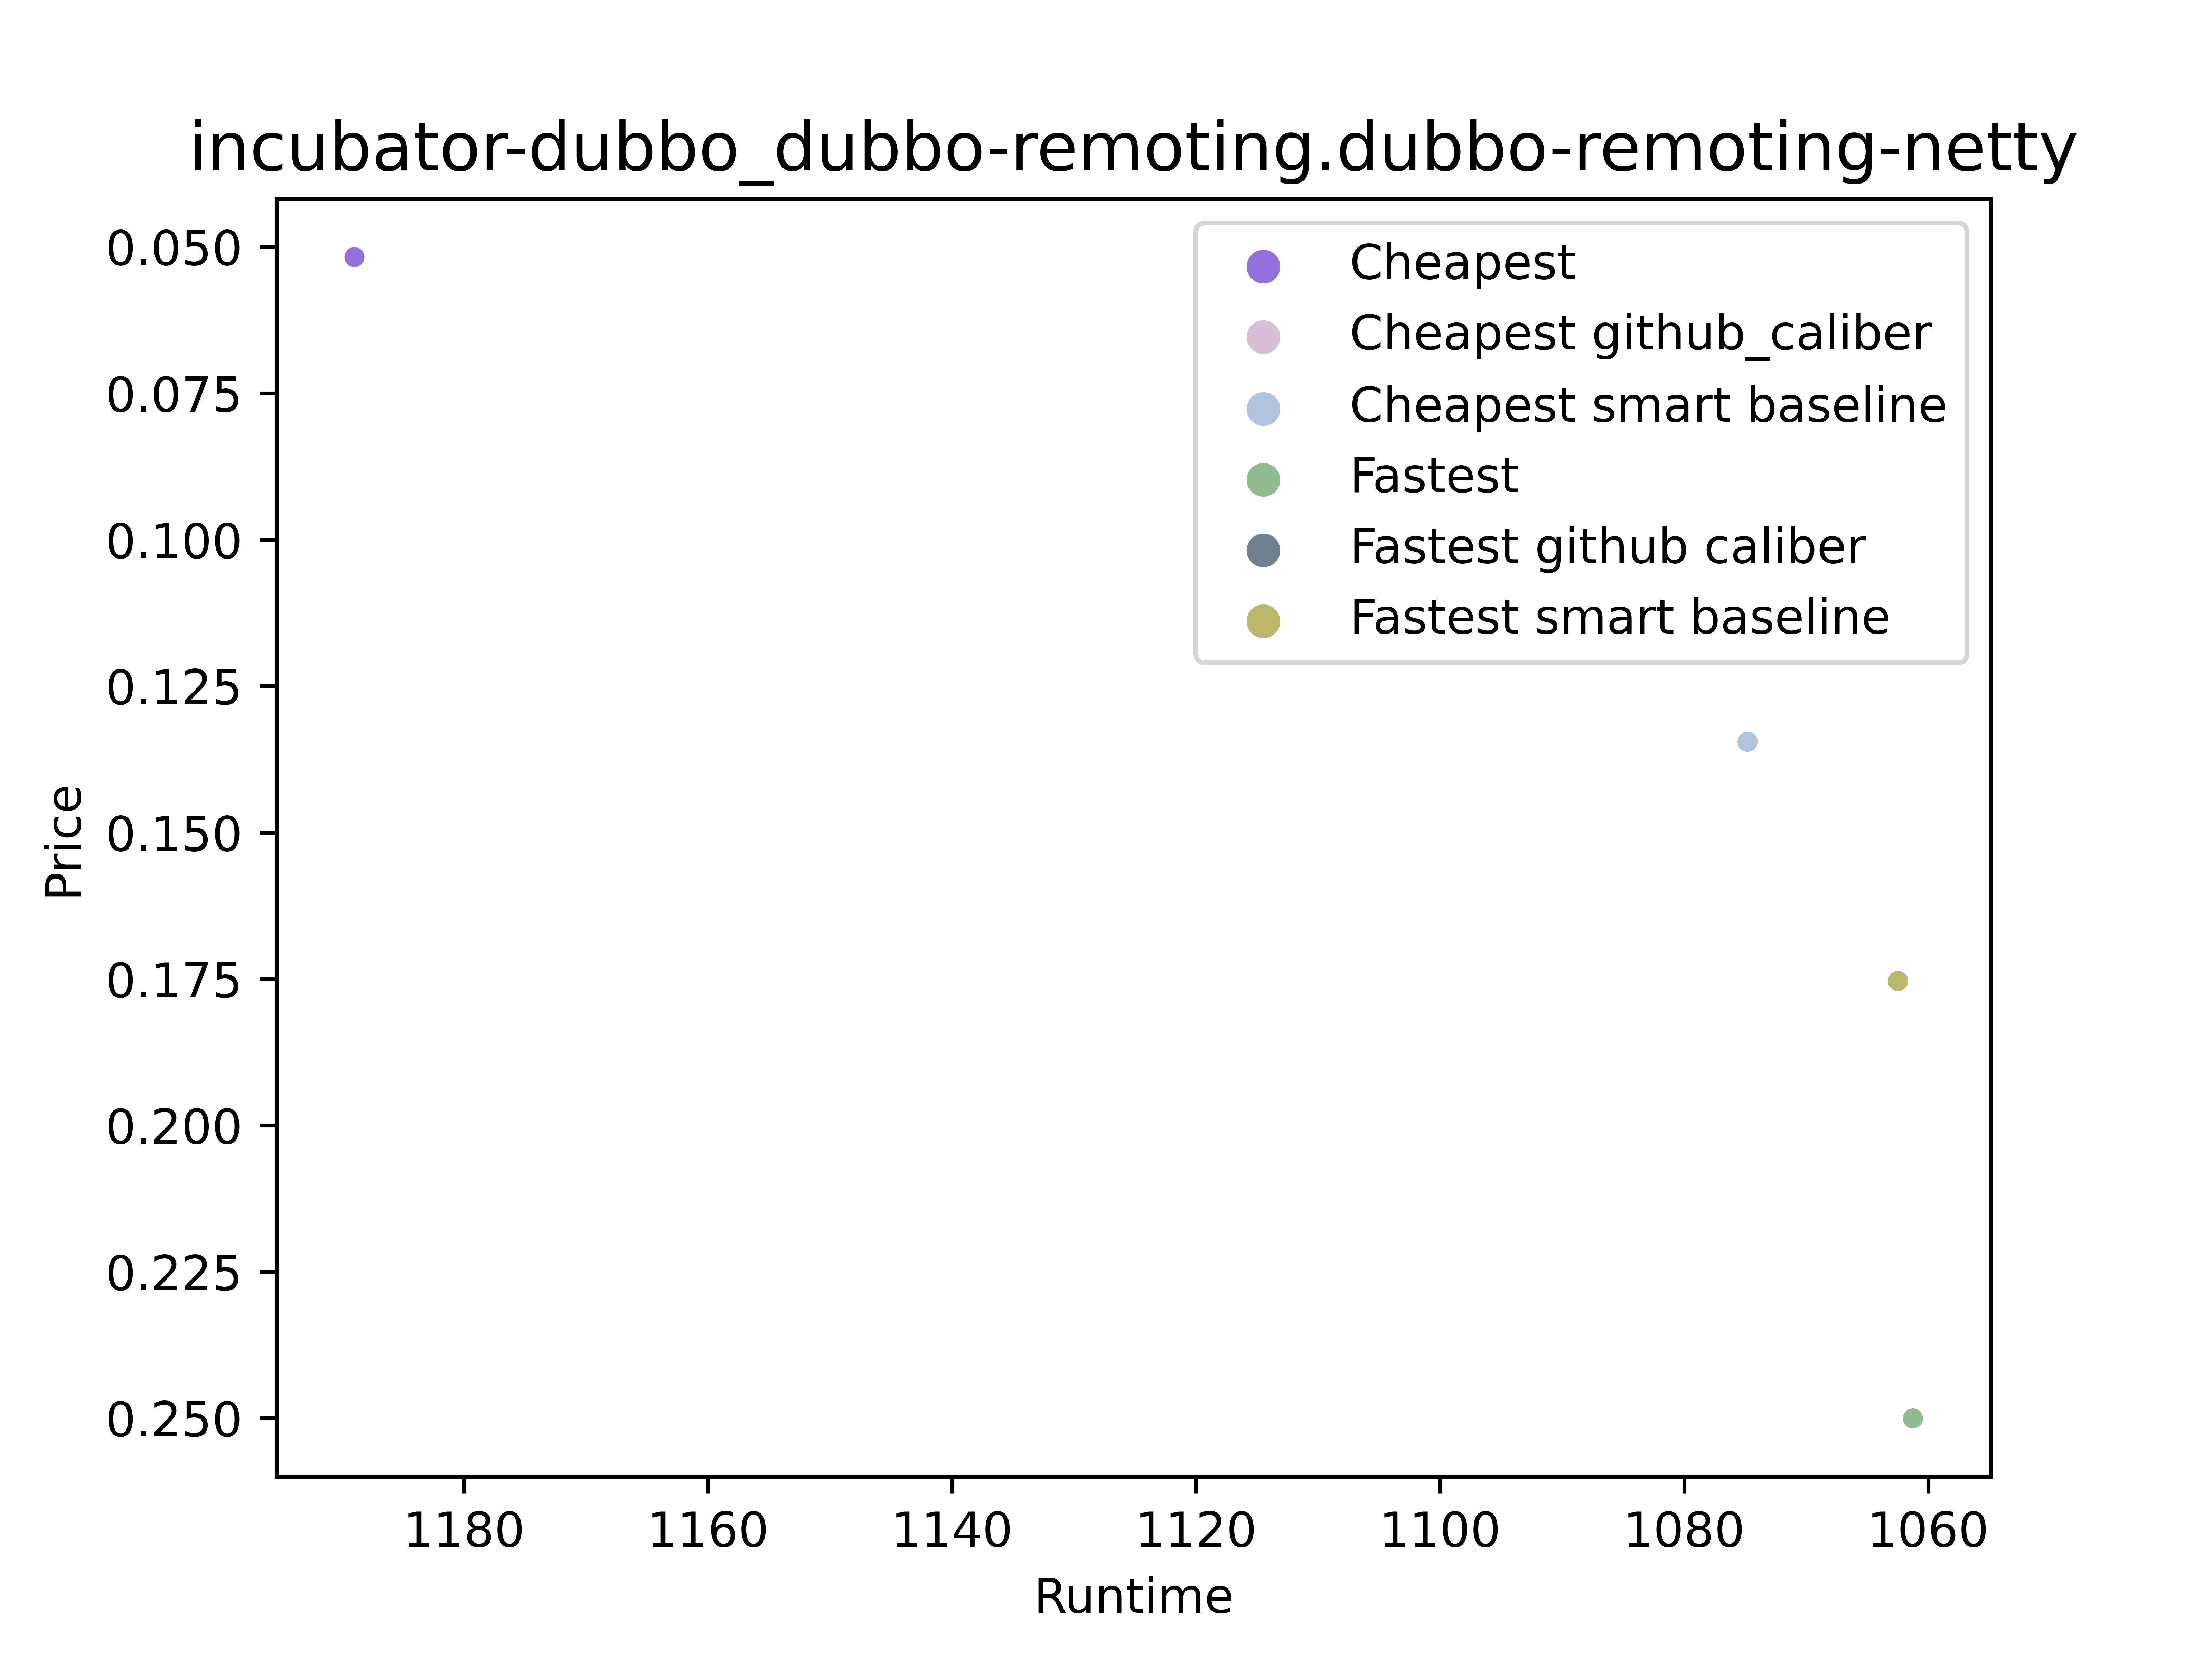 incubator-dubbo_dubbo-remoting.dubbo-remoting-netty
Cheapest
Cheapest github_caliber
Cheapest smart baseline
Fastest
Fastest github caliber
Fastest smart baseline
Price
0.050
0.075
0.100
0.125
0.150
0.175
0.200
0.225
0.250
1180 1160 1140 1120 1100 1080 1060
Runtime